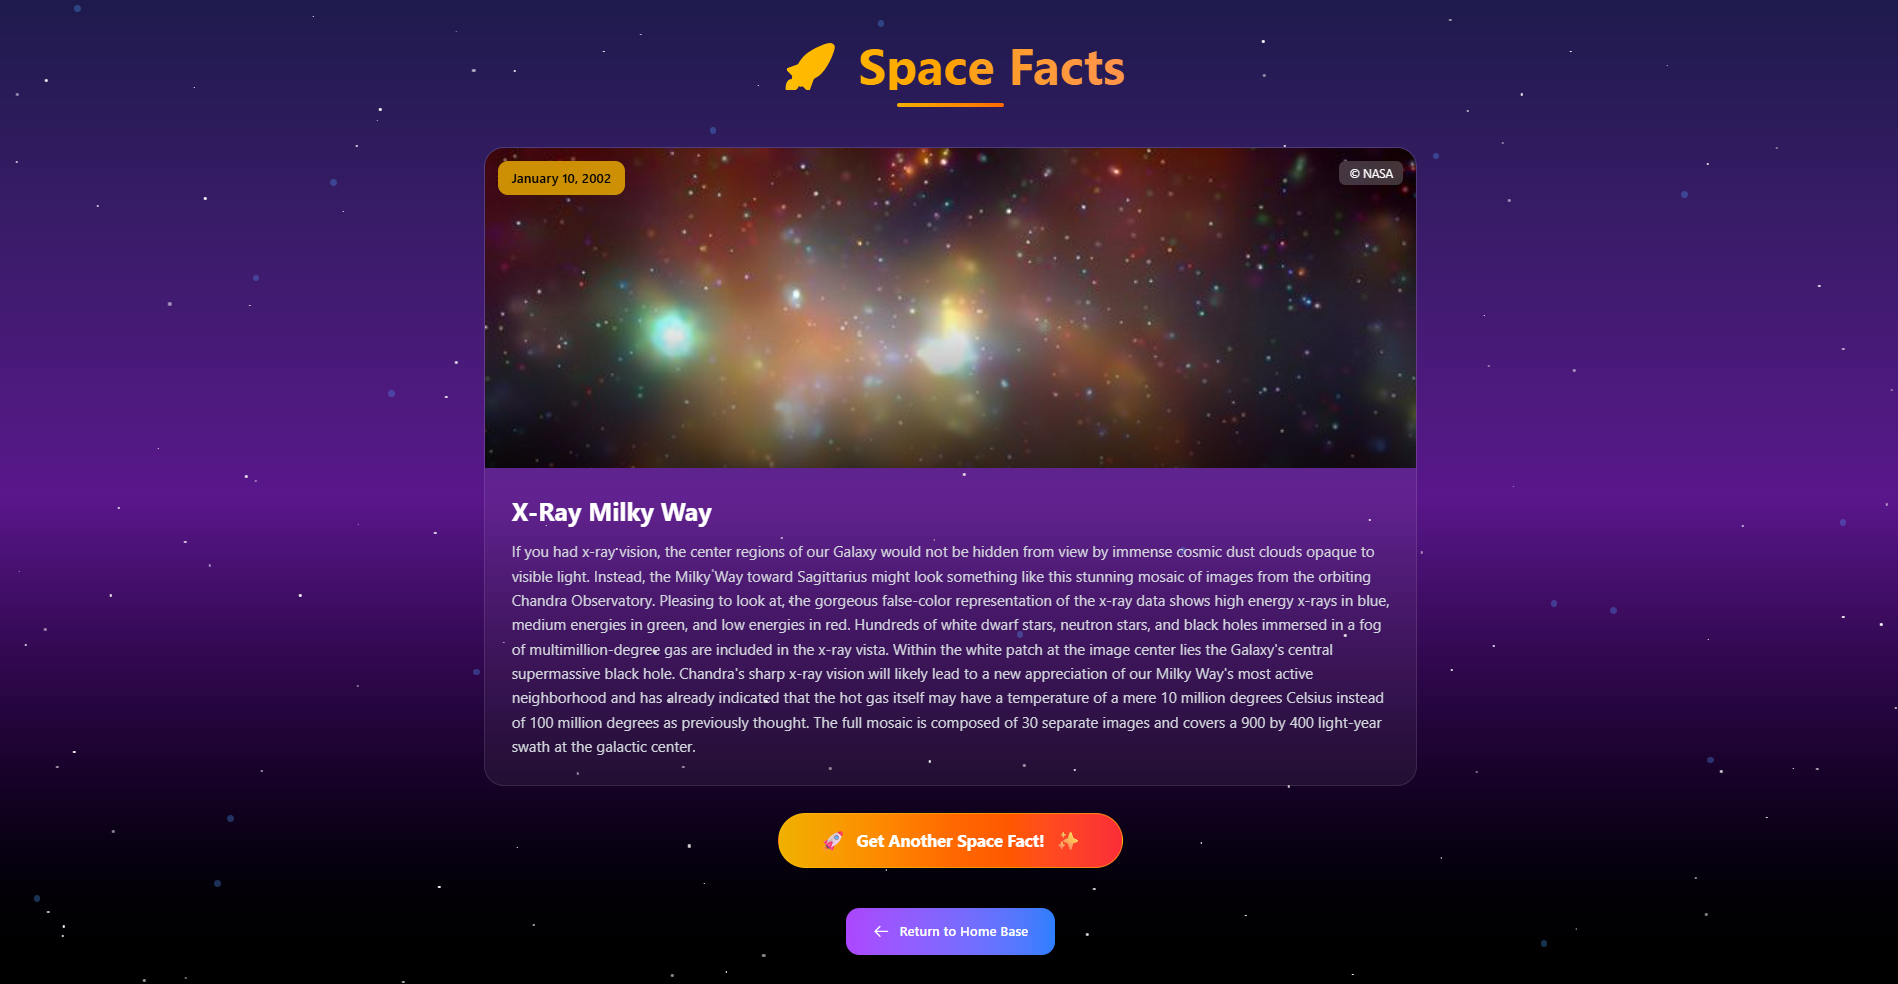 Space Facts
January 10, 2002
© NASA
X-Ray Milky Way
If you had x-ray vision, the center regions of our Galaxy would not be hidden from view by immense cosmic dust clouds opaque to
visible light. Instead, the Milky Way toward Sagittarius might look something like this stunning mosaic of images from the orbiting
Chandra Observatory. Pleasing to look at, the gorgeous false-color representation of the x-ray data shows high energy x-rays in blue,
medium energies in green, and low energies in red. Hundreds of white dwarf stars, neutron stars, and black holes immersed in a fog
of multimillion-degree gas are included in the x-ray vista. Within the white patch at the image center lies the Galaxy's central
supermassive black hole. Chandra's sharp x-ray vision will likely lead to a new appreciation of our Milky Way's most active
neighborhood and has already indicated that the hot gas itself may have a temperature of a mere 10 million degrees Celsius instead
of 100 million degrees as previously thought. The full mosaic is composed of 30 separate images and covers a 900 by 400 light-year
swath at the galactic center.
🚀 Get Another Space Fact! ✨
← Return to Home Base